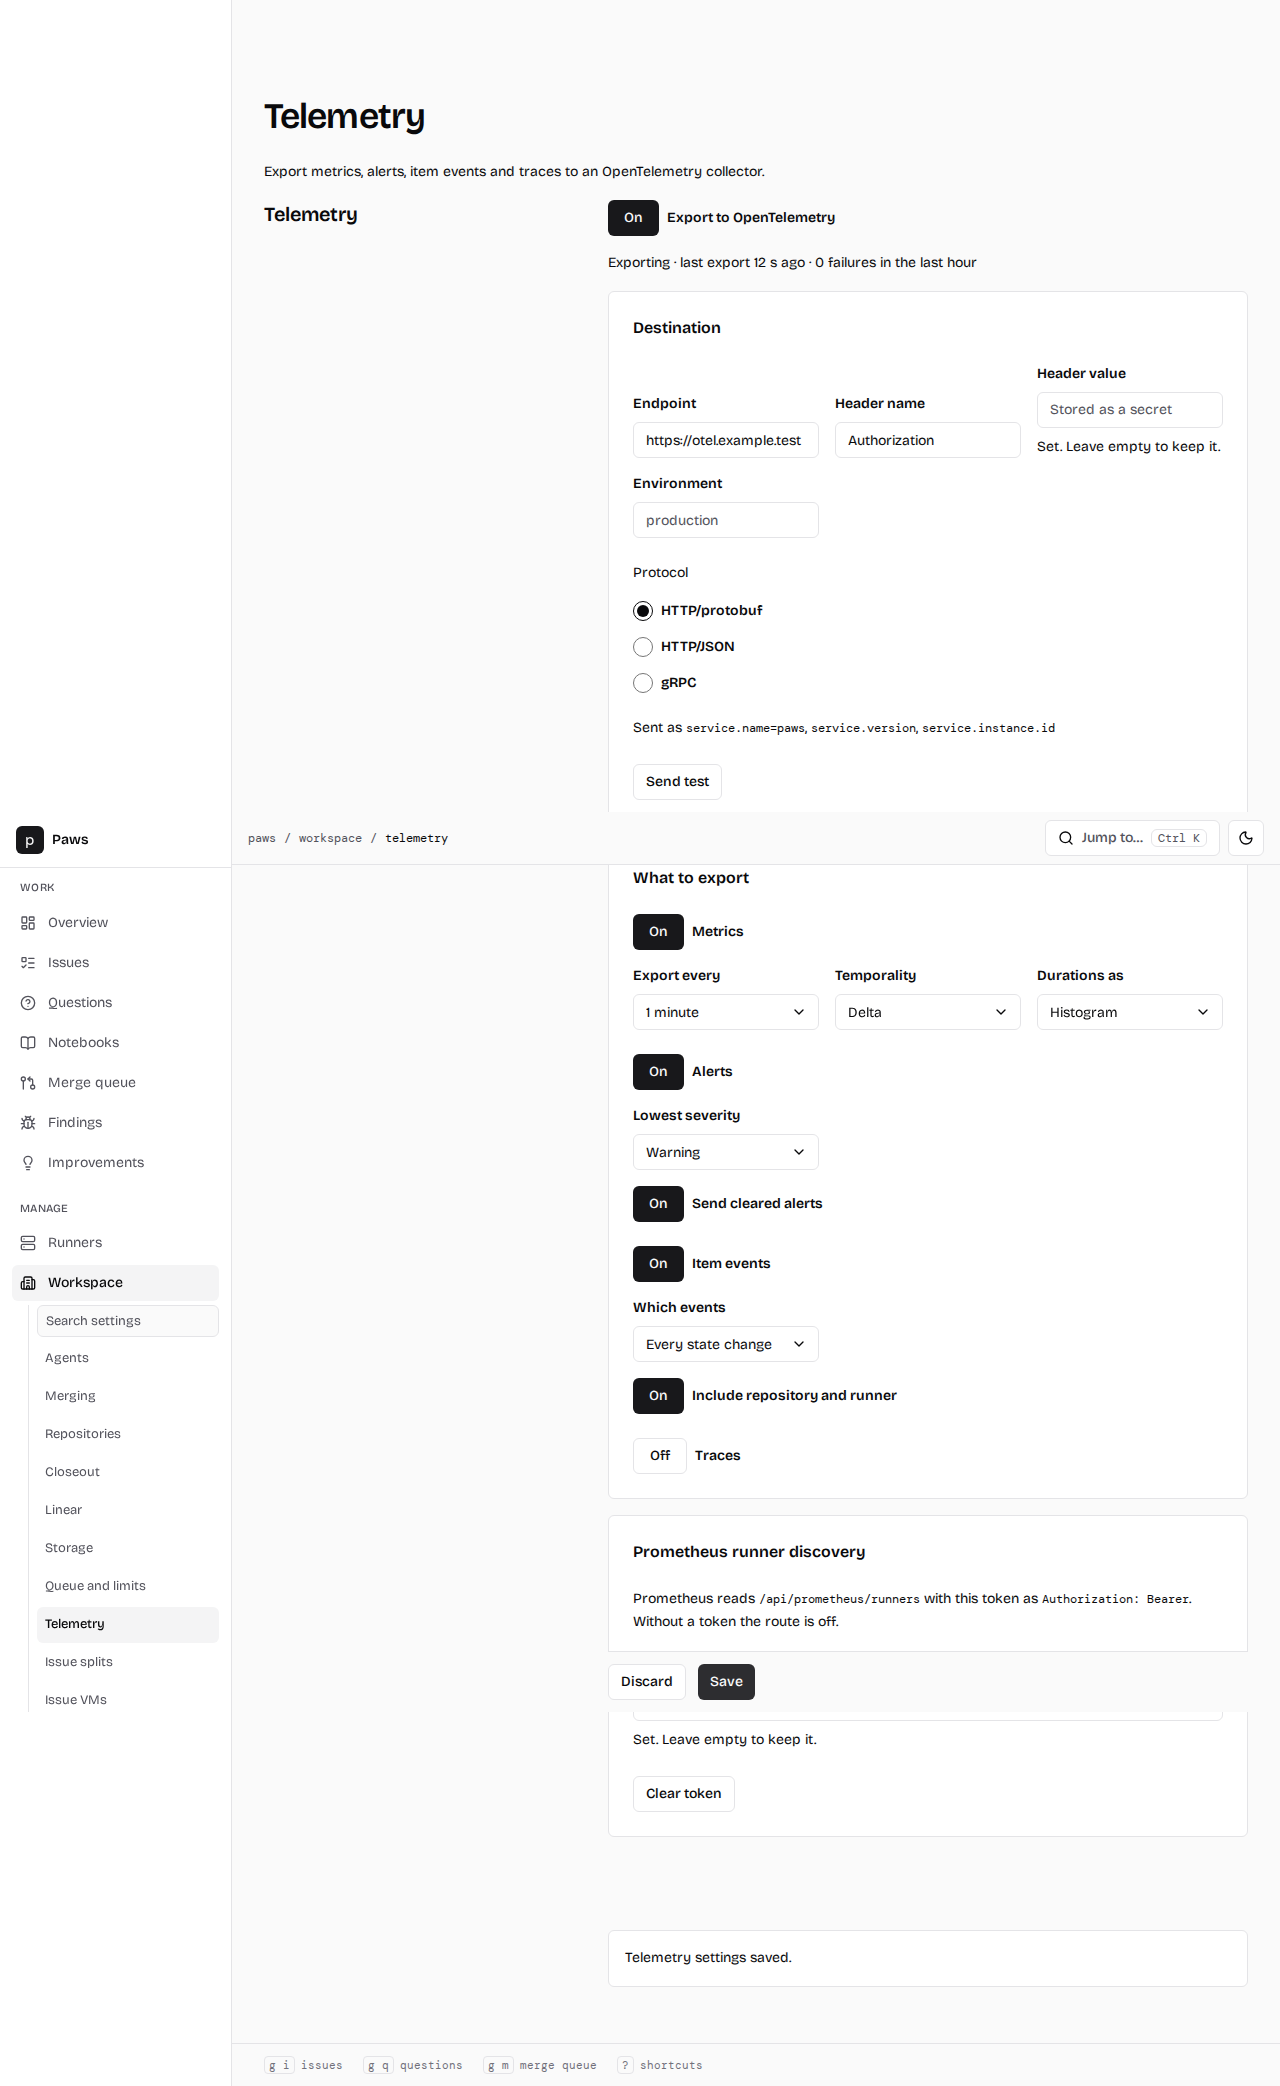 Telemetry
Export metrics, alerts, item events and traces to an OpenTelemetry collector.
Telemetry
On Export to OpenTelemetry
Exporting · last export 12 s ago · 0 failures in the last hour
Destination
Endpoint
https://otel.example.test
Header name
Authorization
Header value
Stored as a secret
Set. Leave empty to keep it.
Environment
production
Protocol
HTTP/protobuf
HTTP/JSON
gRPC
Sent as service.name=paws, service.version, service.instance.id
Send test
p Paws
paws / workspace / telemetry
Jump to... Ctrl K
WORK
Overview
Issues
Questions
Notebooks
Merge queue
Findings
Improvements
MANAGE
Runners
Workspace
Search settings
Agents
Merging
Repositories
Closeout
Linear
Storage
Queue and limits
Telemetry
Issue splits
Issue VMs
What to export
On Metrics
Export every
1 minute
Temporality
Delta
Durations as
Histogram
On Alerts
Lowest severity
Warning
On Send cleared alerts
On Item events
Which events
Every state change
On Include repository and runner
Off Traces
Prometheus runner discovery
Prometheus reads /api/prometheus/runners with this token as Authorization: Bearer.
Without a token the route is off.
Discard Save
Set. Leave empty to keep it.
Clear token
Telemetry settings saved.
g i issues g q questions g m merge queue ? shortcuts